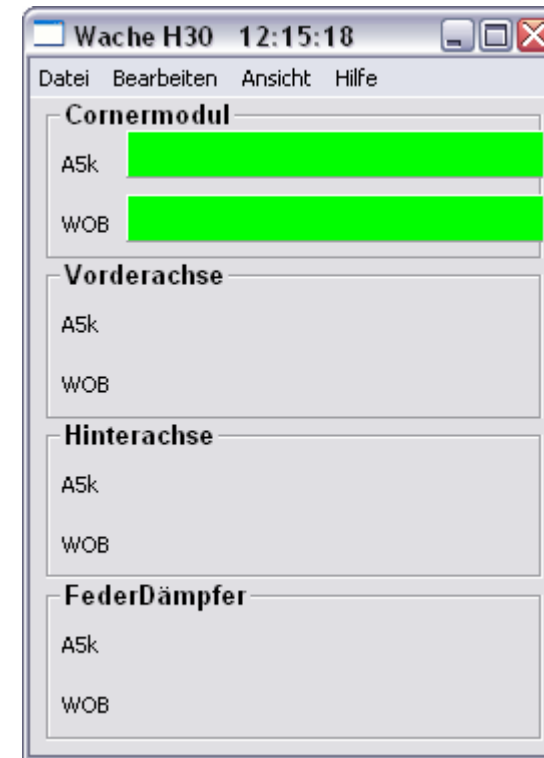 Wache H30 12:15:18
Datei Bearbeiten Ansicht Hilfe
Cornermodul
A5k
WOB
Vorderachse
A5k
WOB
Hinterachse
A5k
WOB
FederDämpfer
A5k
WOB